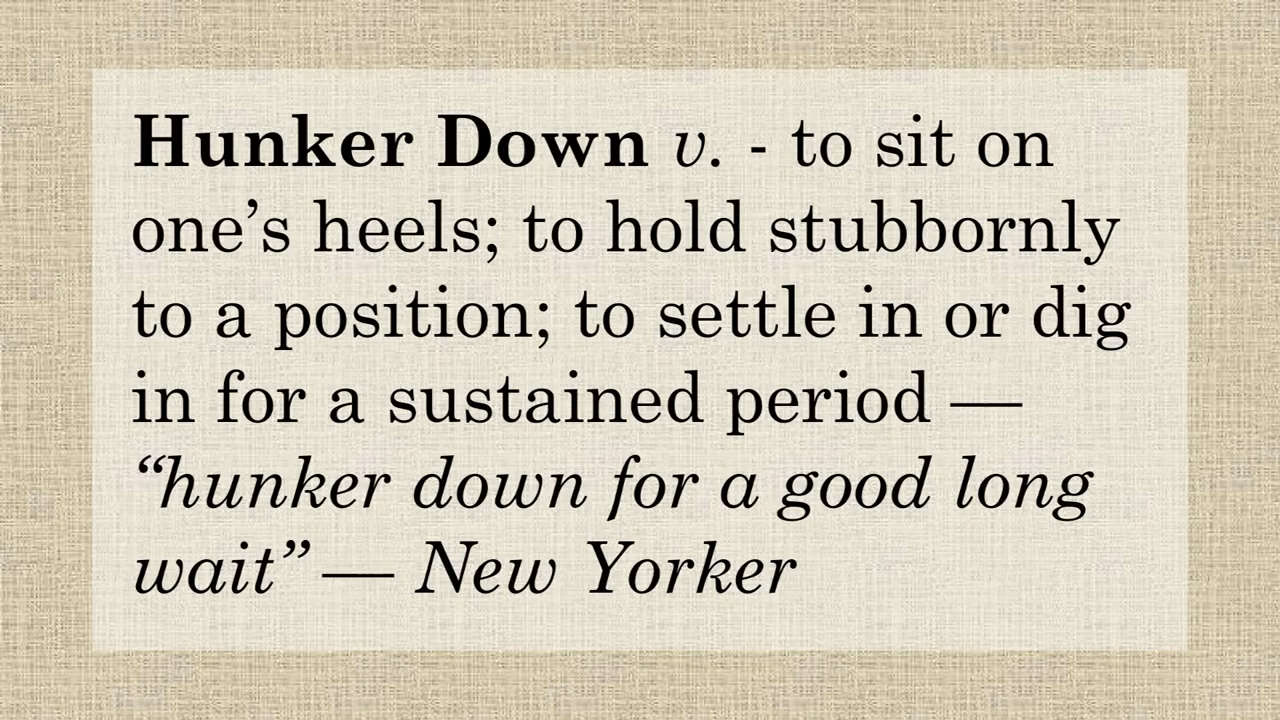 Hunker Down v. - to sit on
one’s heels; to hold stubbornly
to a position; to settle in or dig
in for a sustained period —
“hunker down for a good long
wait” — New Yorker